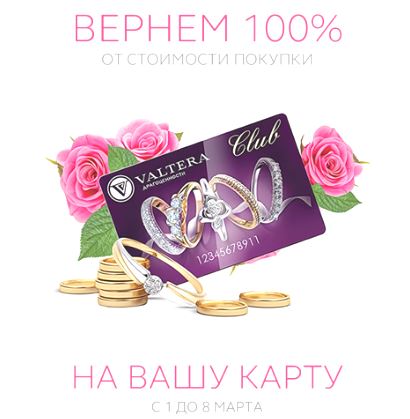 ВЕРНЕМ 100%
ОТ СТОИМОСТИ ПОКУПКИ
Club
VALTERA
ДРАГОЦЕННОСТИ
12345678911
НА ВАШУ КАРТУ
С 1 ДО 8 МАРТА